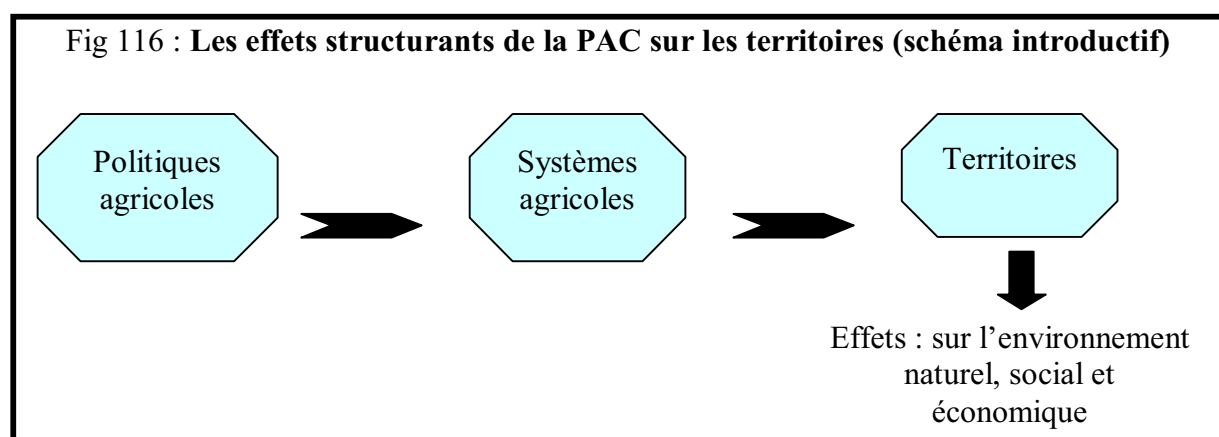 Fig 116 : Les effets structurants de la PAC sur les territoires (schéma introductif)
Politiques
agricoles
Systèmes
agricoles
Territoires
Effets : sur l’environnement
naturel, social et
économique